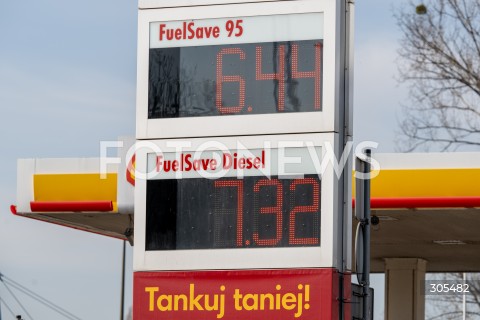 FuelSave 95
6.44
FOTONEWS
FuelSave Diesel
7.32
Tankuj taniej!
305482